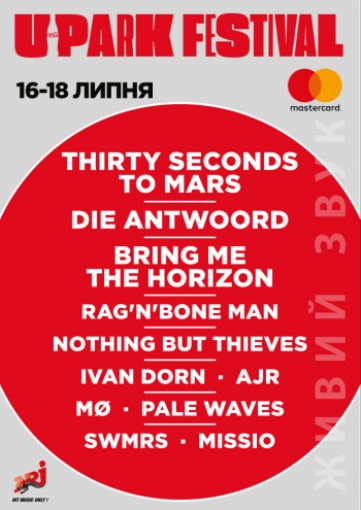 U-PARK FESTIVAL
16-18 ЛИПНЯ
mastercard.
THIRTY SECONDS
TO MARS
DIE ANTWOORD
BRING ME
THE HORIZON
RAG'N'BONE MAN
NOTHING BUT THIEVES
IVAN DORN · AJR
MØ · PALE WAVES
SWMRS · MISSIO
ЖИВИЙ ЗВУК
NRJ
HIT MUSIC ONLY !